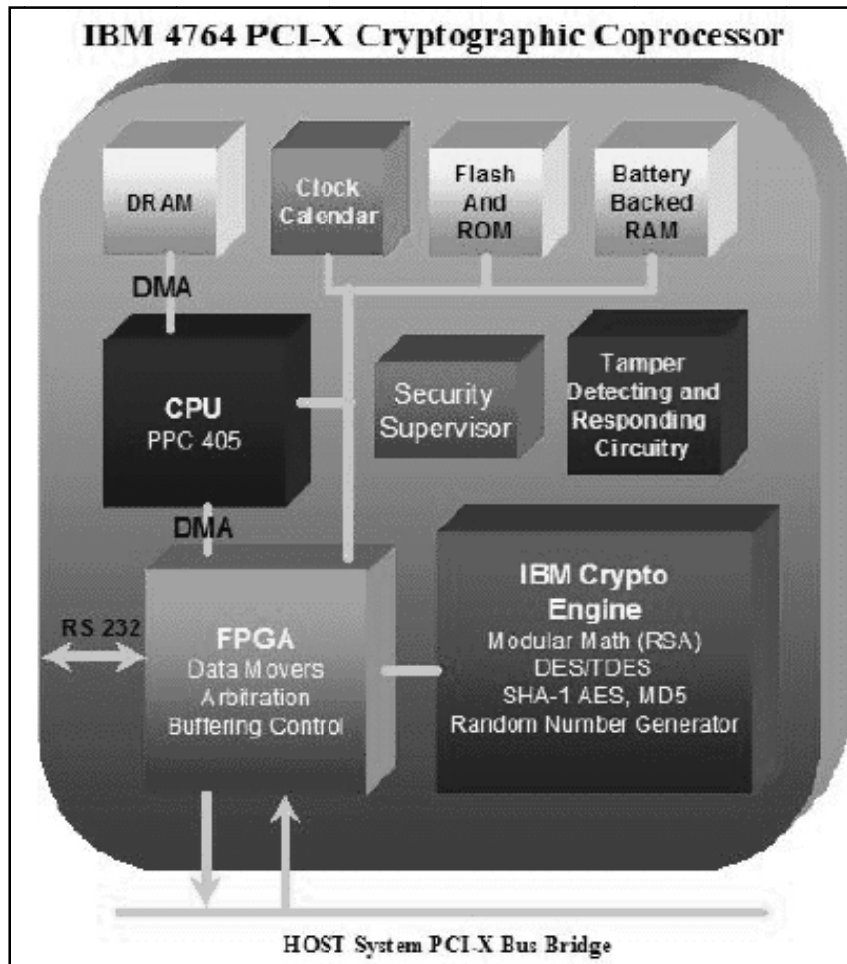 IBM 4764 PCI-X Cryptographic Coprocessor
DRAM
Clock
Calendar
Flash
And
ROM
Battery
Backed
RAM
DMA
CPU
PPC 405
Security
Supervisor
Tamper
Detecting and
Responding
Circuitry
DMA
RS 232
FPGA
Data Movers
Arbitration
Buffering Control
IBM Crypto
Engine
Modular Math (RSA)
DES/TDES
SHA-1 AES, MD5
Random Number Generator
HOST System PCI-X Bus Bridge